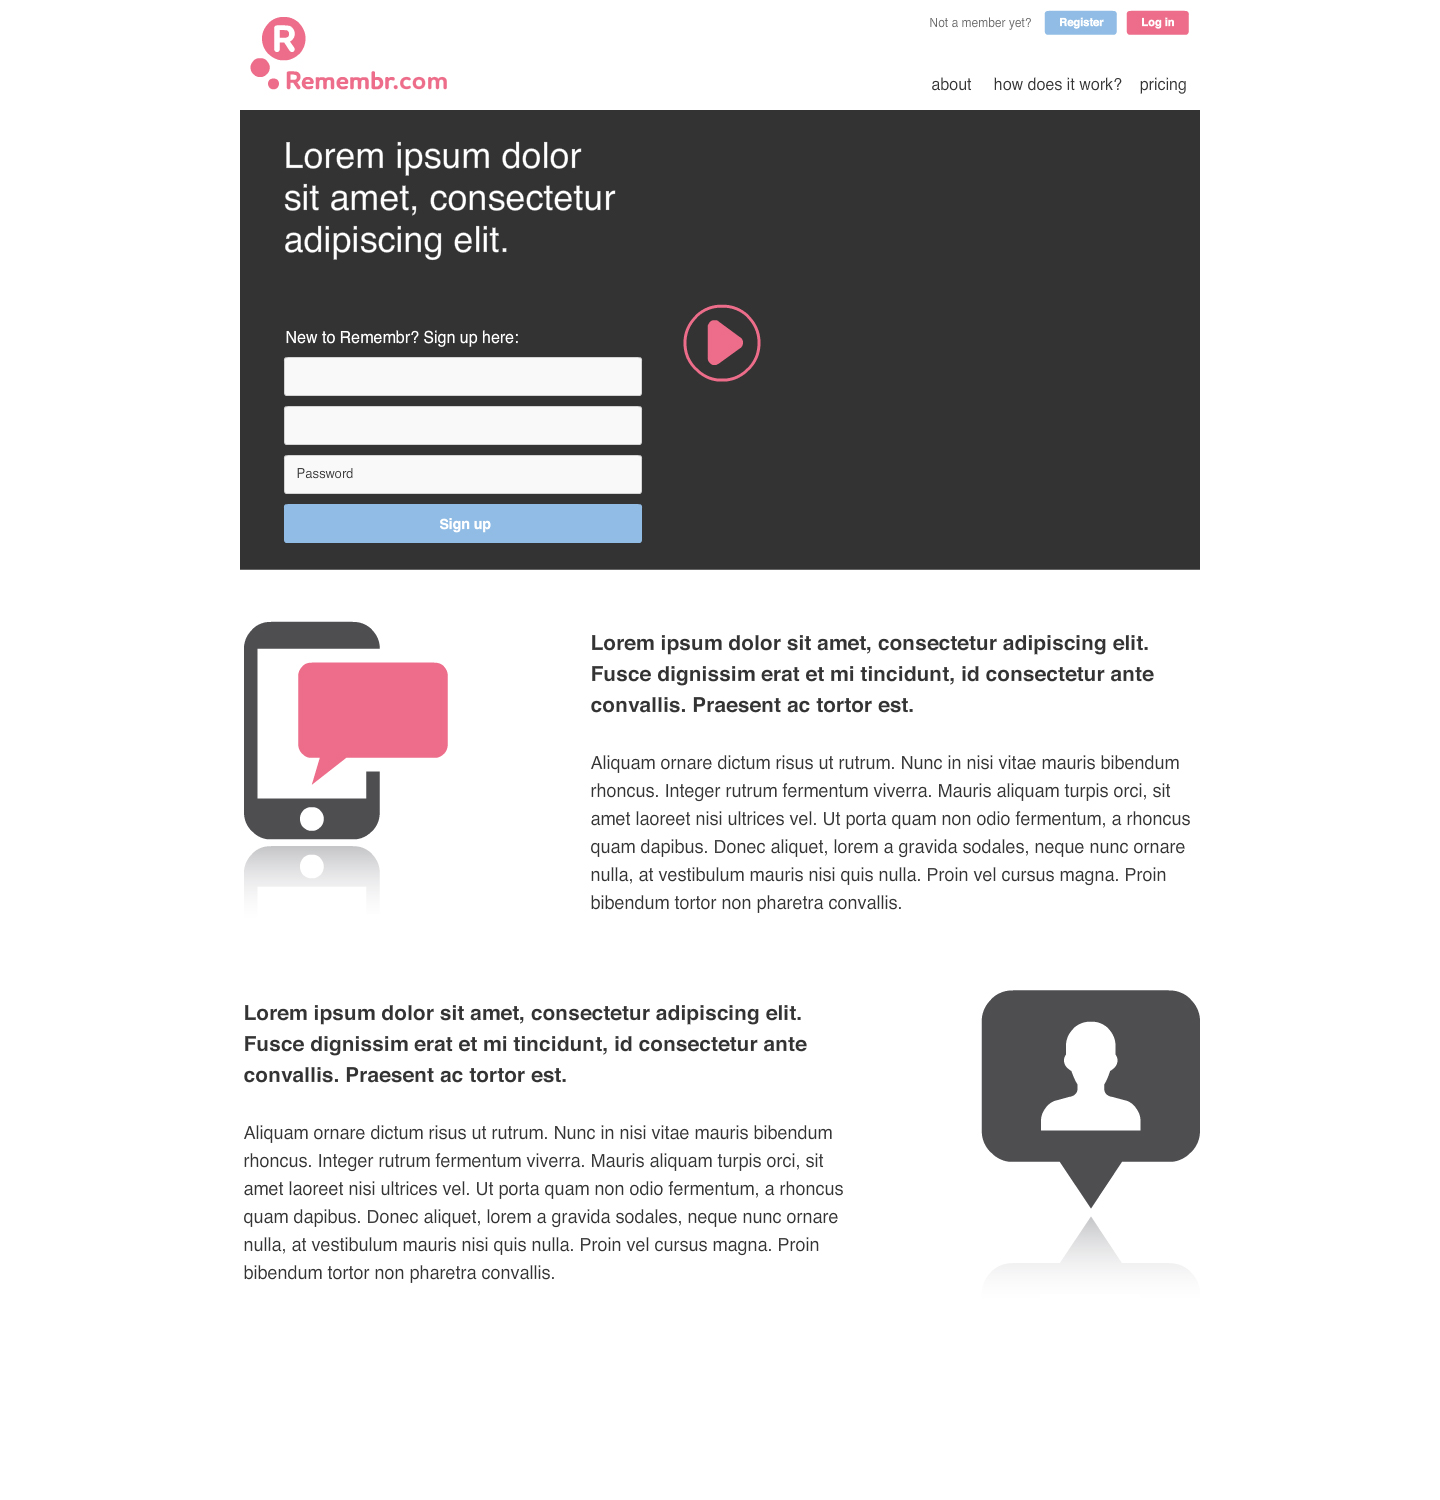 R
Remembr.com
Not a member yet?
Register
Log in
about
how does it work?
pricing
Lorem ipsum dolor
sit amet, consectetur
adipiscing elit.
New to Remembr? Sign up here:
Password
Sign up
Lorem ipsum dolor sit amet, consectetur adipiscing elit.
Fusce dignissim erat et mi tincidunt, id consectetur ante
convallis. Praesent ac tortor est.
Aliquam ornare dictum risus ut rutrum. Nunc in nisi vitae mauris bibendum
rhoncus. Integer rutrum fermentum viverra. Mauris aliquam turpis orci, sit
amet laoreet nisi ultrices vel. Ut porta quam non odio fermentum, a rhoncus
quam dapibus. Donec aliquet, lorem a gravida sodales, neque nunc ornare
nulla, at vestibulum mauris nisi quis nulla. Proin vel cursus magna. Proin
bibendum tortor non pharetra convallis.
Lorem ipsum dolor sit amet, consectetur adipiscing elit.
Fusce dignissim erat et mi tincidunt, id consectetur ante
convallis. Praesent ac tortor est.
Aliquam ornare dictum risus ut rutrum. Nunc in nisi vitae mauris bibendum
rhoncus. Integer rutrum fermentum viverra. Mauris aliquam turpis orci, sit
amet laoreet nisi ultrices vel. Ut porta quam non odio fermentum, a rhoncus
quam dapibus. Donec aliquet, lorem a gravida sodales, neque nunc ornare
nulla, at vestibulum mauris nisi quis nulla. Proin vel cursus magna. Proin
bibendum tortor non pharetra convallis.